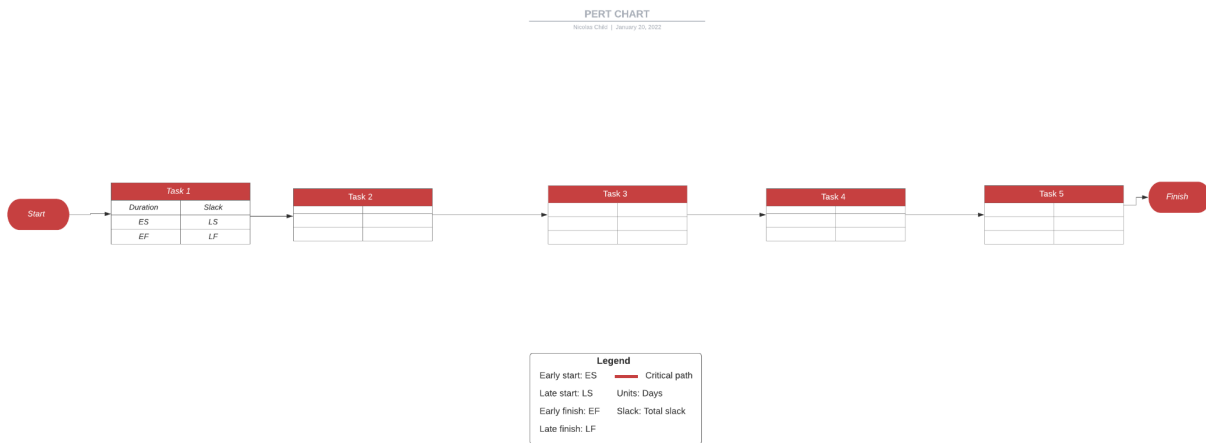 PERT CHART
Nicolas Child | January 20, 2022
Start
Task 1
Duration Slack
ES LS
EF LF
Task 2
Task 3
Task 4
Task 5
Finish
Legend
Early start: ES Critical path
Late start: LS Units: Days
Early finish: EF Slack: Total slack
Late finish: LF